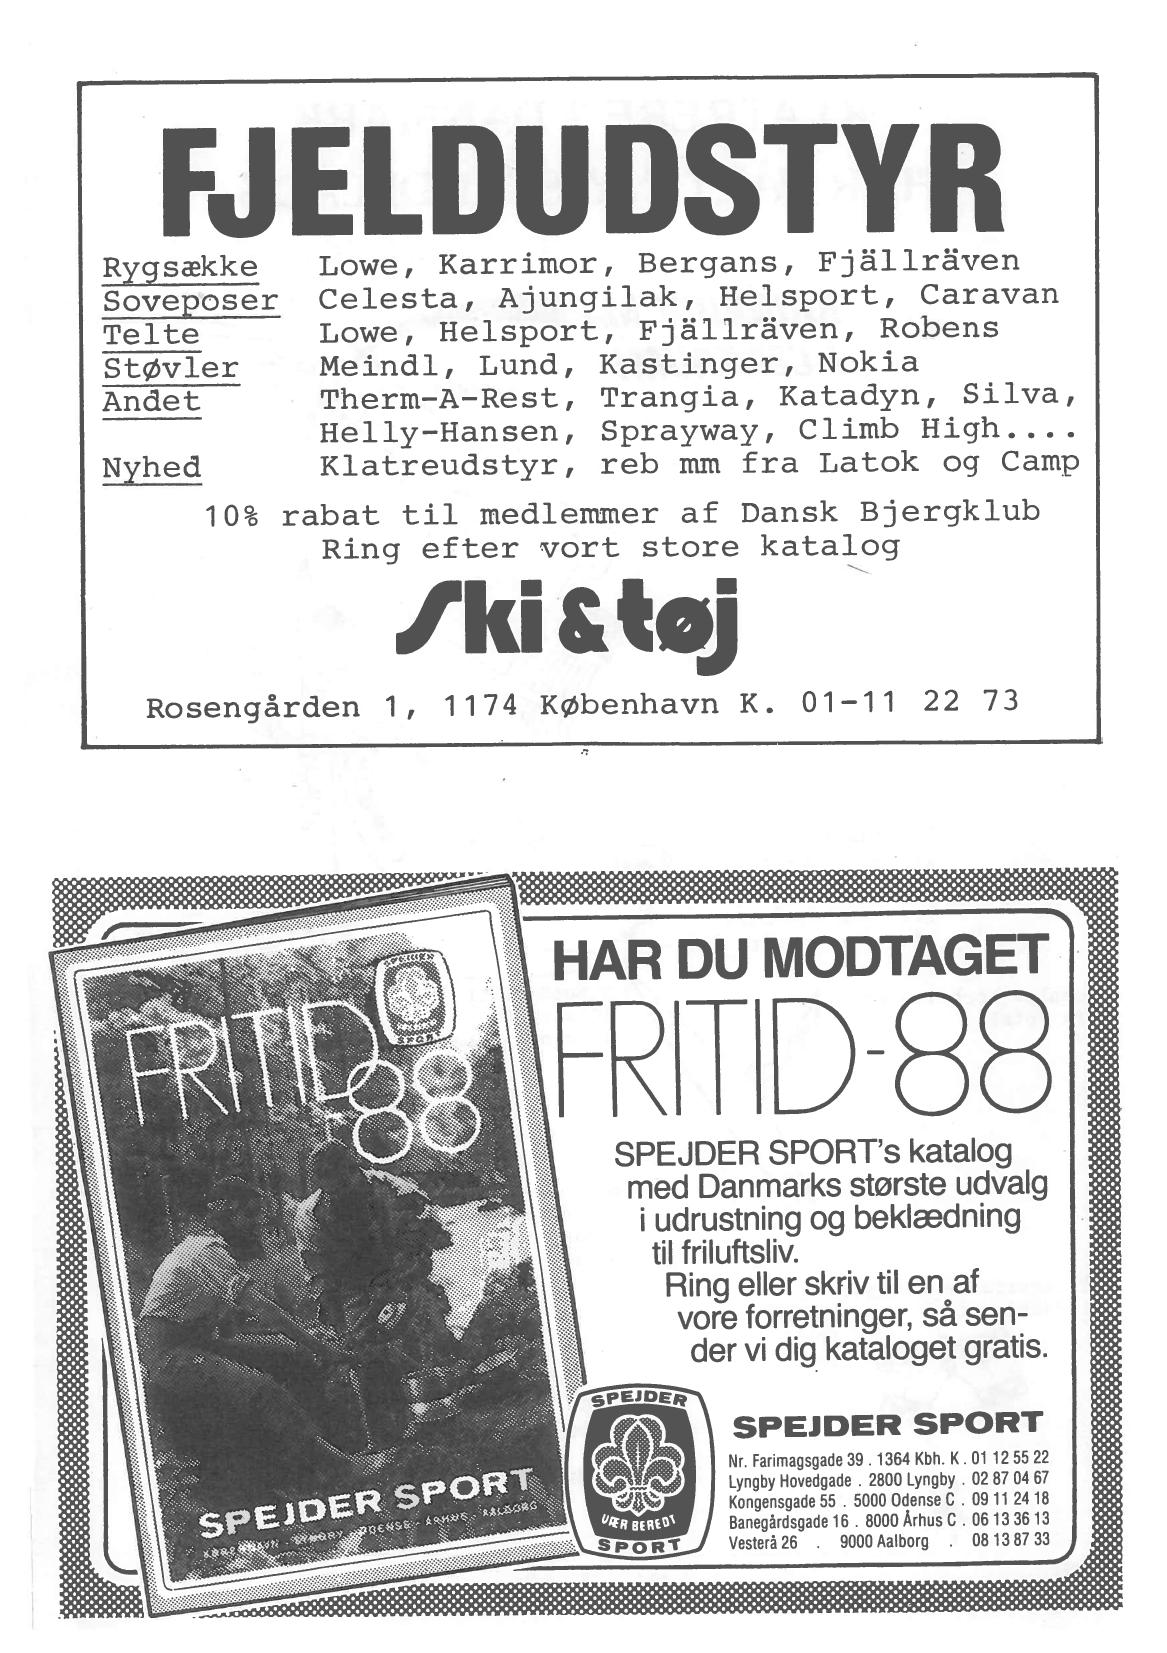 FJELDUDSTYR
Rygsække Lowe, Karrimor, Bergans, Fjällräven
Soveposer Celesta, Ajungilak, Helsport, Caravan
Telte Lowe, Helsport, Fjällräven, Robens
Støvler Meindl, Lund, Kastinger, Nokia
Andet Therm-A-Rest, Trangia, Katadyn, Silva,
Helly-Hansen, Sprayway, Climb High....
Nyhed Klatreudstyr, reb mm fra Latok og Camp
10% rabat til medlemmer af Dansk Bjergklub
Ring efter vort store katalog
Ski & tøj
Rosengården 1, 1174 København K. 01-11 22 73
SPEJDER
SPORT
FRITID
88
SPEJDER SPORT
KØBENHAVN · LYNGBY · ODENSE · ÅRHUS · AALBORG
HAR DU MODTAGET
FRITID-88
SPEJDER SPORT's katalog
med Danmarks største udvalg
i udrustning og beklædning
til friluftsliv.
Ring eller skriv til en af
vore forretninger, så sen-
der vi dig kataloget gratis.
SPEJDER
VÆR BEREDT
SPORT
SPEJDER SPORT
Nr. Farimagsgade 39 . 1364 Kbh. K . 01 12 55 22
Lyngby Hovedgade . 2800 Lyngby . 02 87 04 67
Kongensgade 55 . 5000 Odense C . 09 11 24 18
Banegårdsgade 16 . 8000 Århus C . 06 13 36 13
Vesterå 26 . 9000 Aalborg . 08 13 87 33